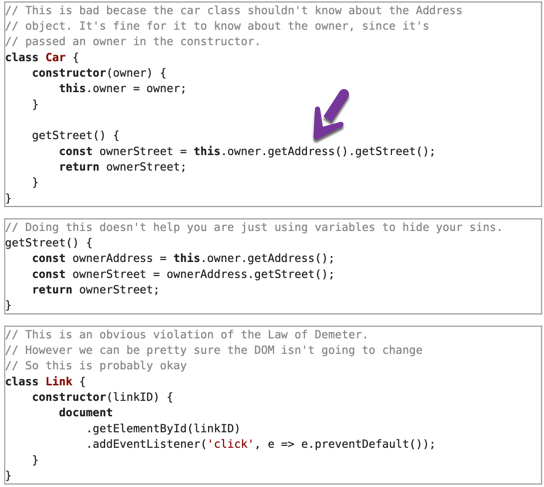 // This is bad becase the car class shouldn't know about the Address
// object. It's fine for it to know about the owner, since it's
// passed an owner in the constructor.
class Car {
    constructor(owner) {
        this.owner = owner;
    }

    getStreet() {
        const ownerStreet = this.owner.getAddress().getStreet();
        return ownerStreet;
    }
}

// Doing this doesn't help you are just using variables to hide your sins.
getStreet() {
    const ownerAddress = this.owner.getAddress();
    const ownerStreet = ownerAddress.getStreet();
    return ownerStreet;
}

// This is an obvious violation of the Law of Demeter.
// However we can be pretty sure the DOM isn't going to change
// So this is probably okay
class Link {
    constructor(linkID) {
        document
            .getElementById(linkID)
            .addEventListener('click', e => e.preventDefault());
    }
}